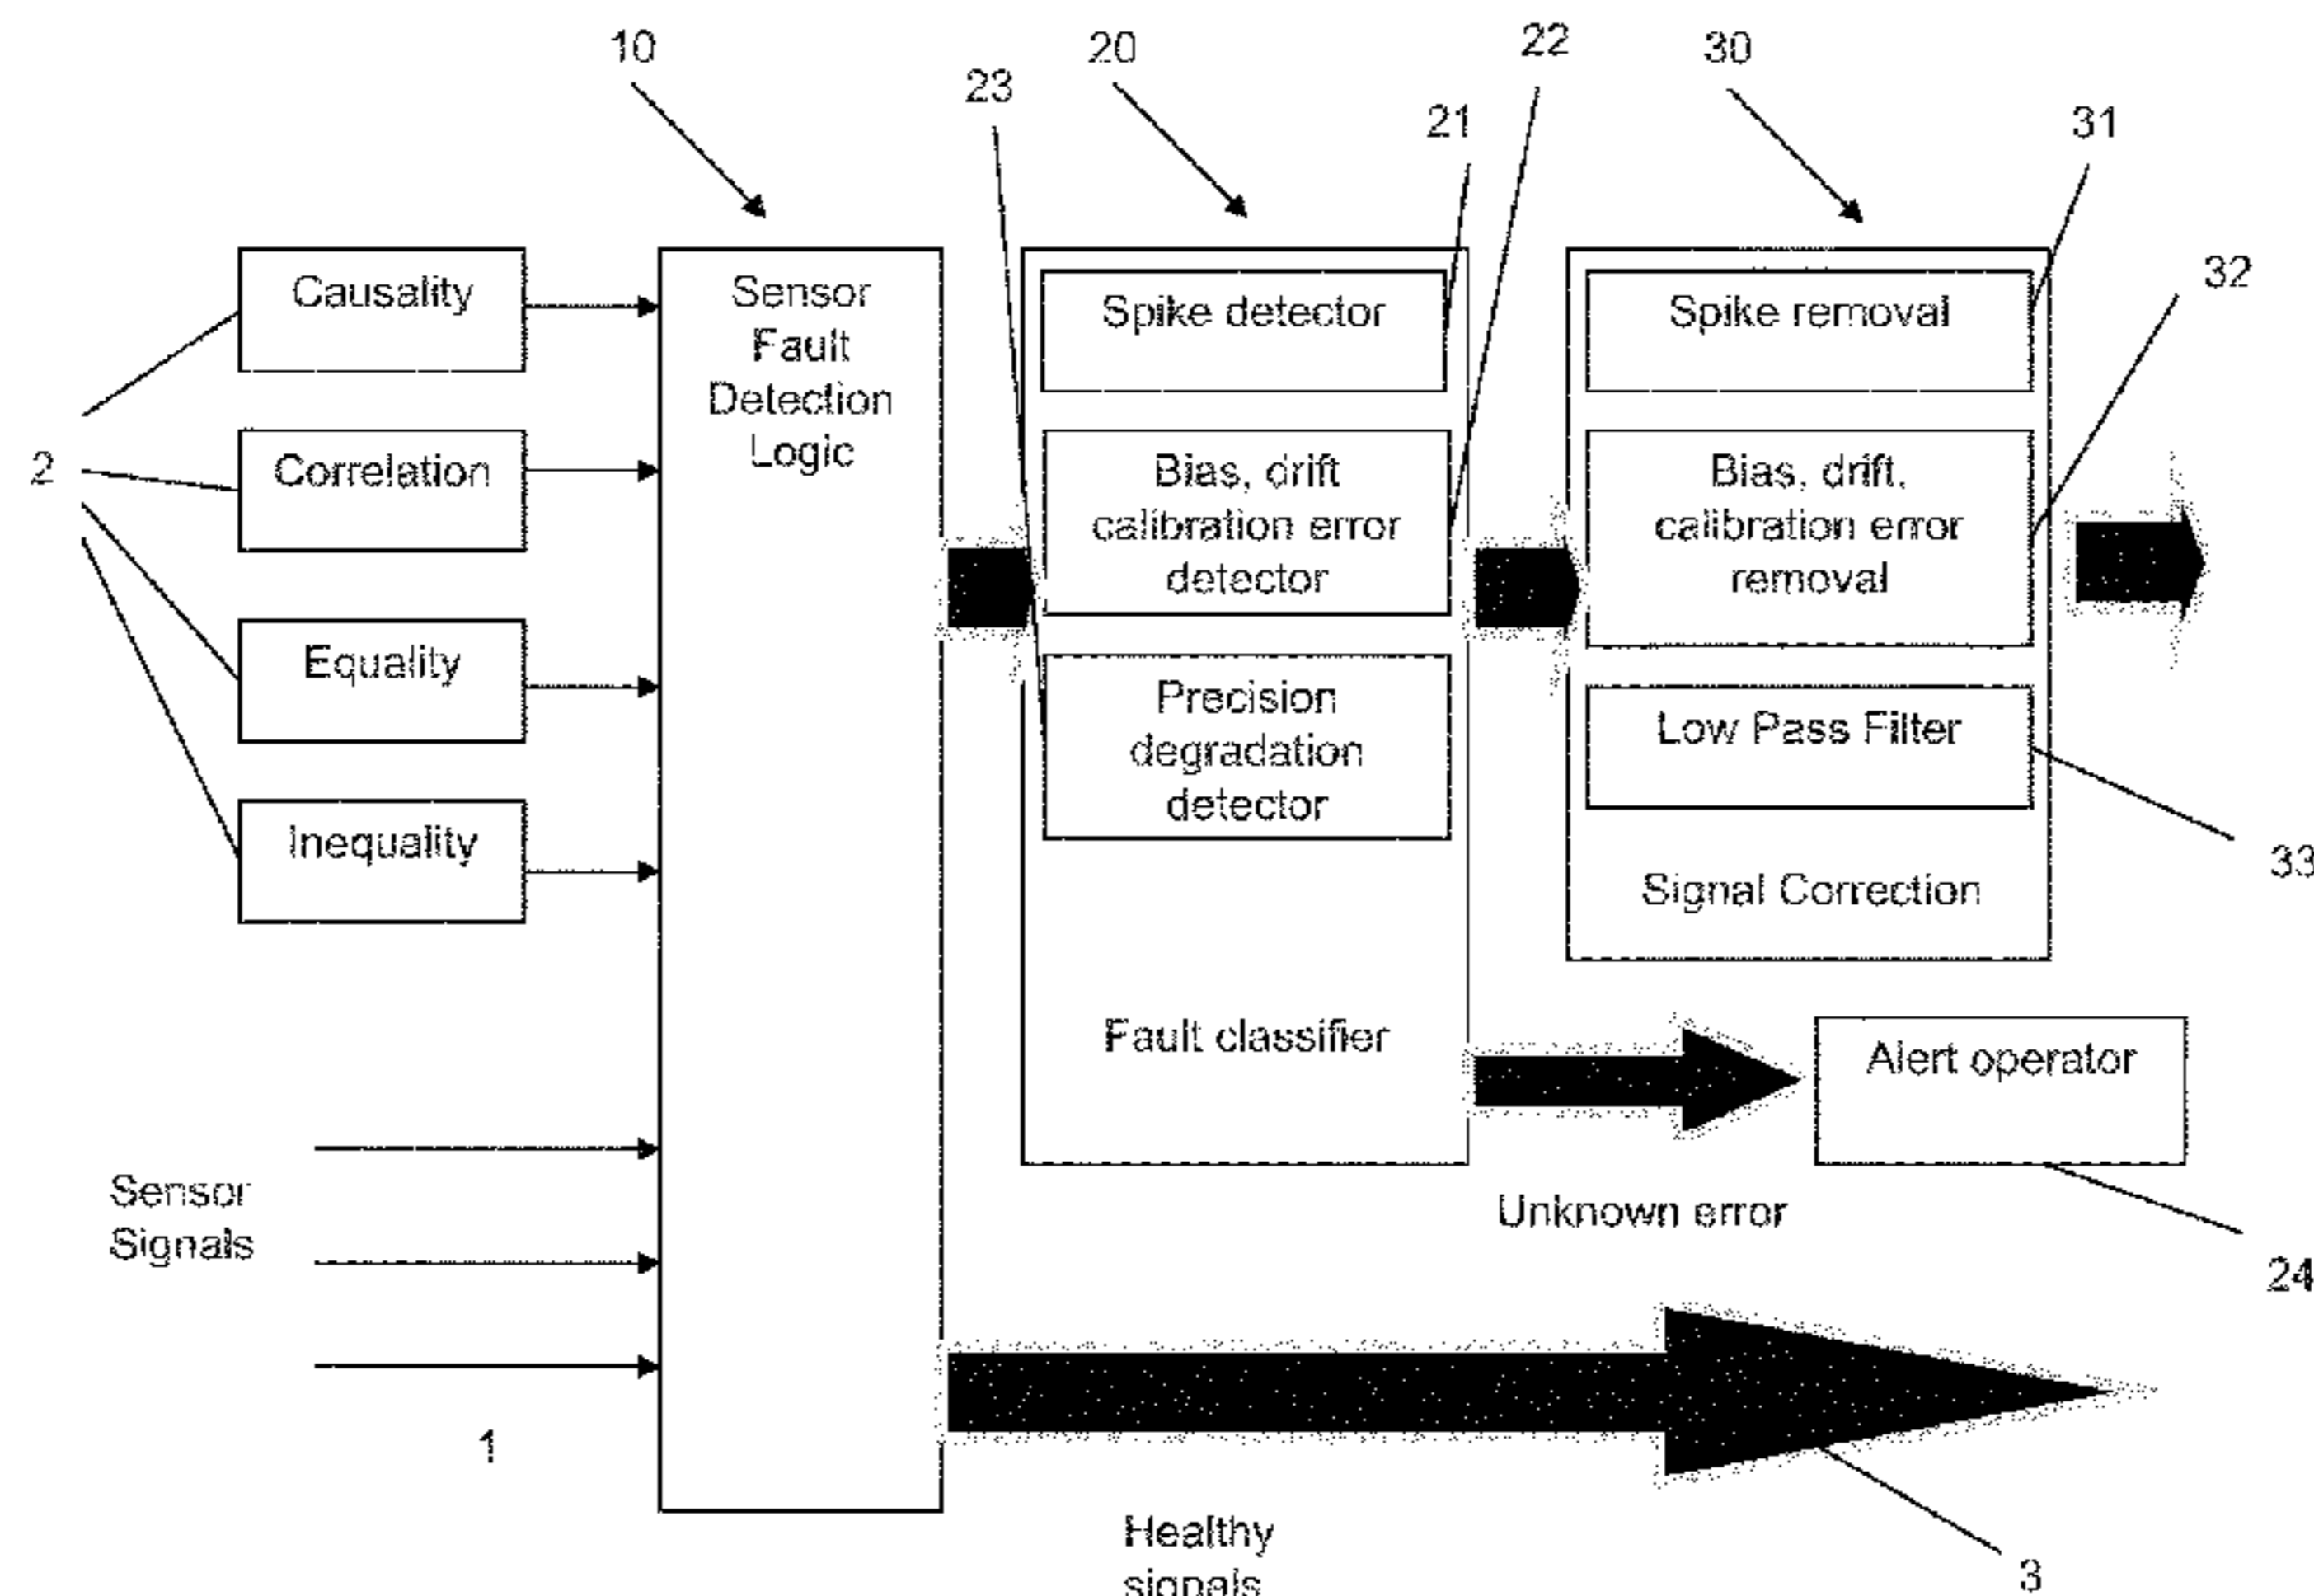 10
20
22
30
23
21
31
32
Causality
Sensor
Fault
Detection
Logic
Spike detector
Spike removal
2
Correlation
Bias, drift
calibration error
detector
Bias, drift,
calibration error
removal
Equality
Precision
degradation
detector
Low Pass Filter
Inequality
33
Signal Correction
Fault classifier
Alert operator
Sensor
Signals
Unknown error
24
1
Healthy
signals
3